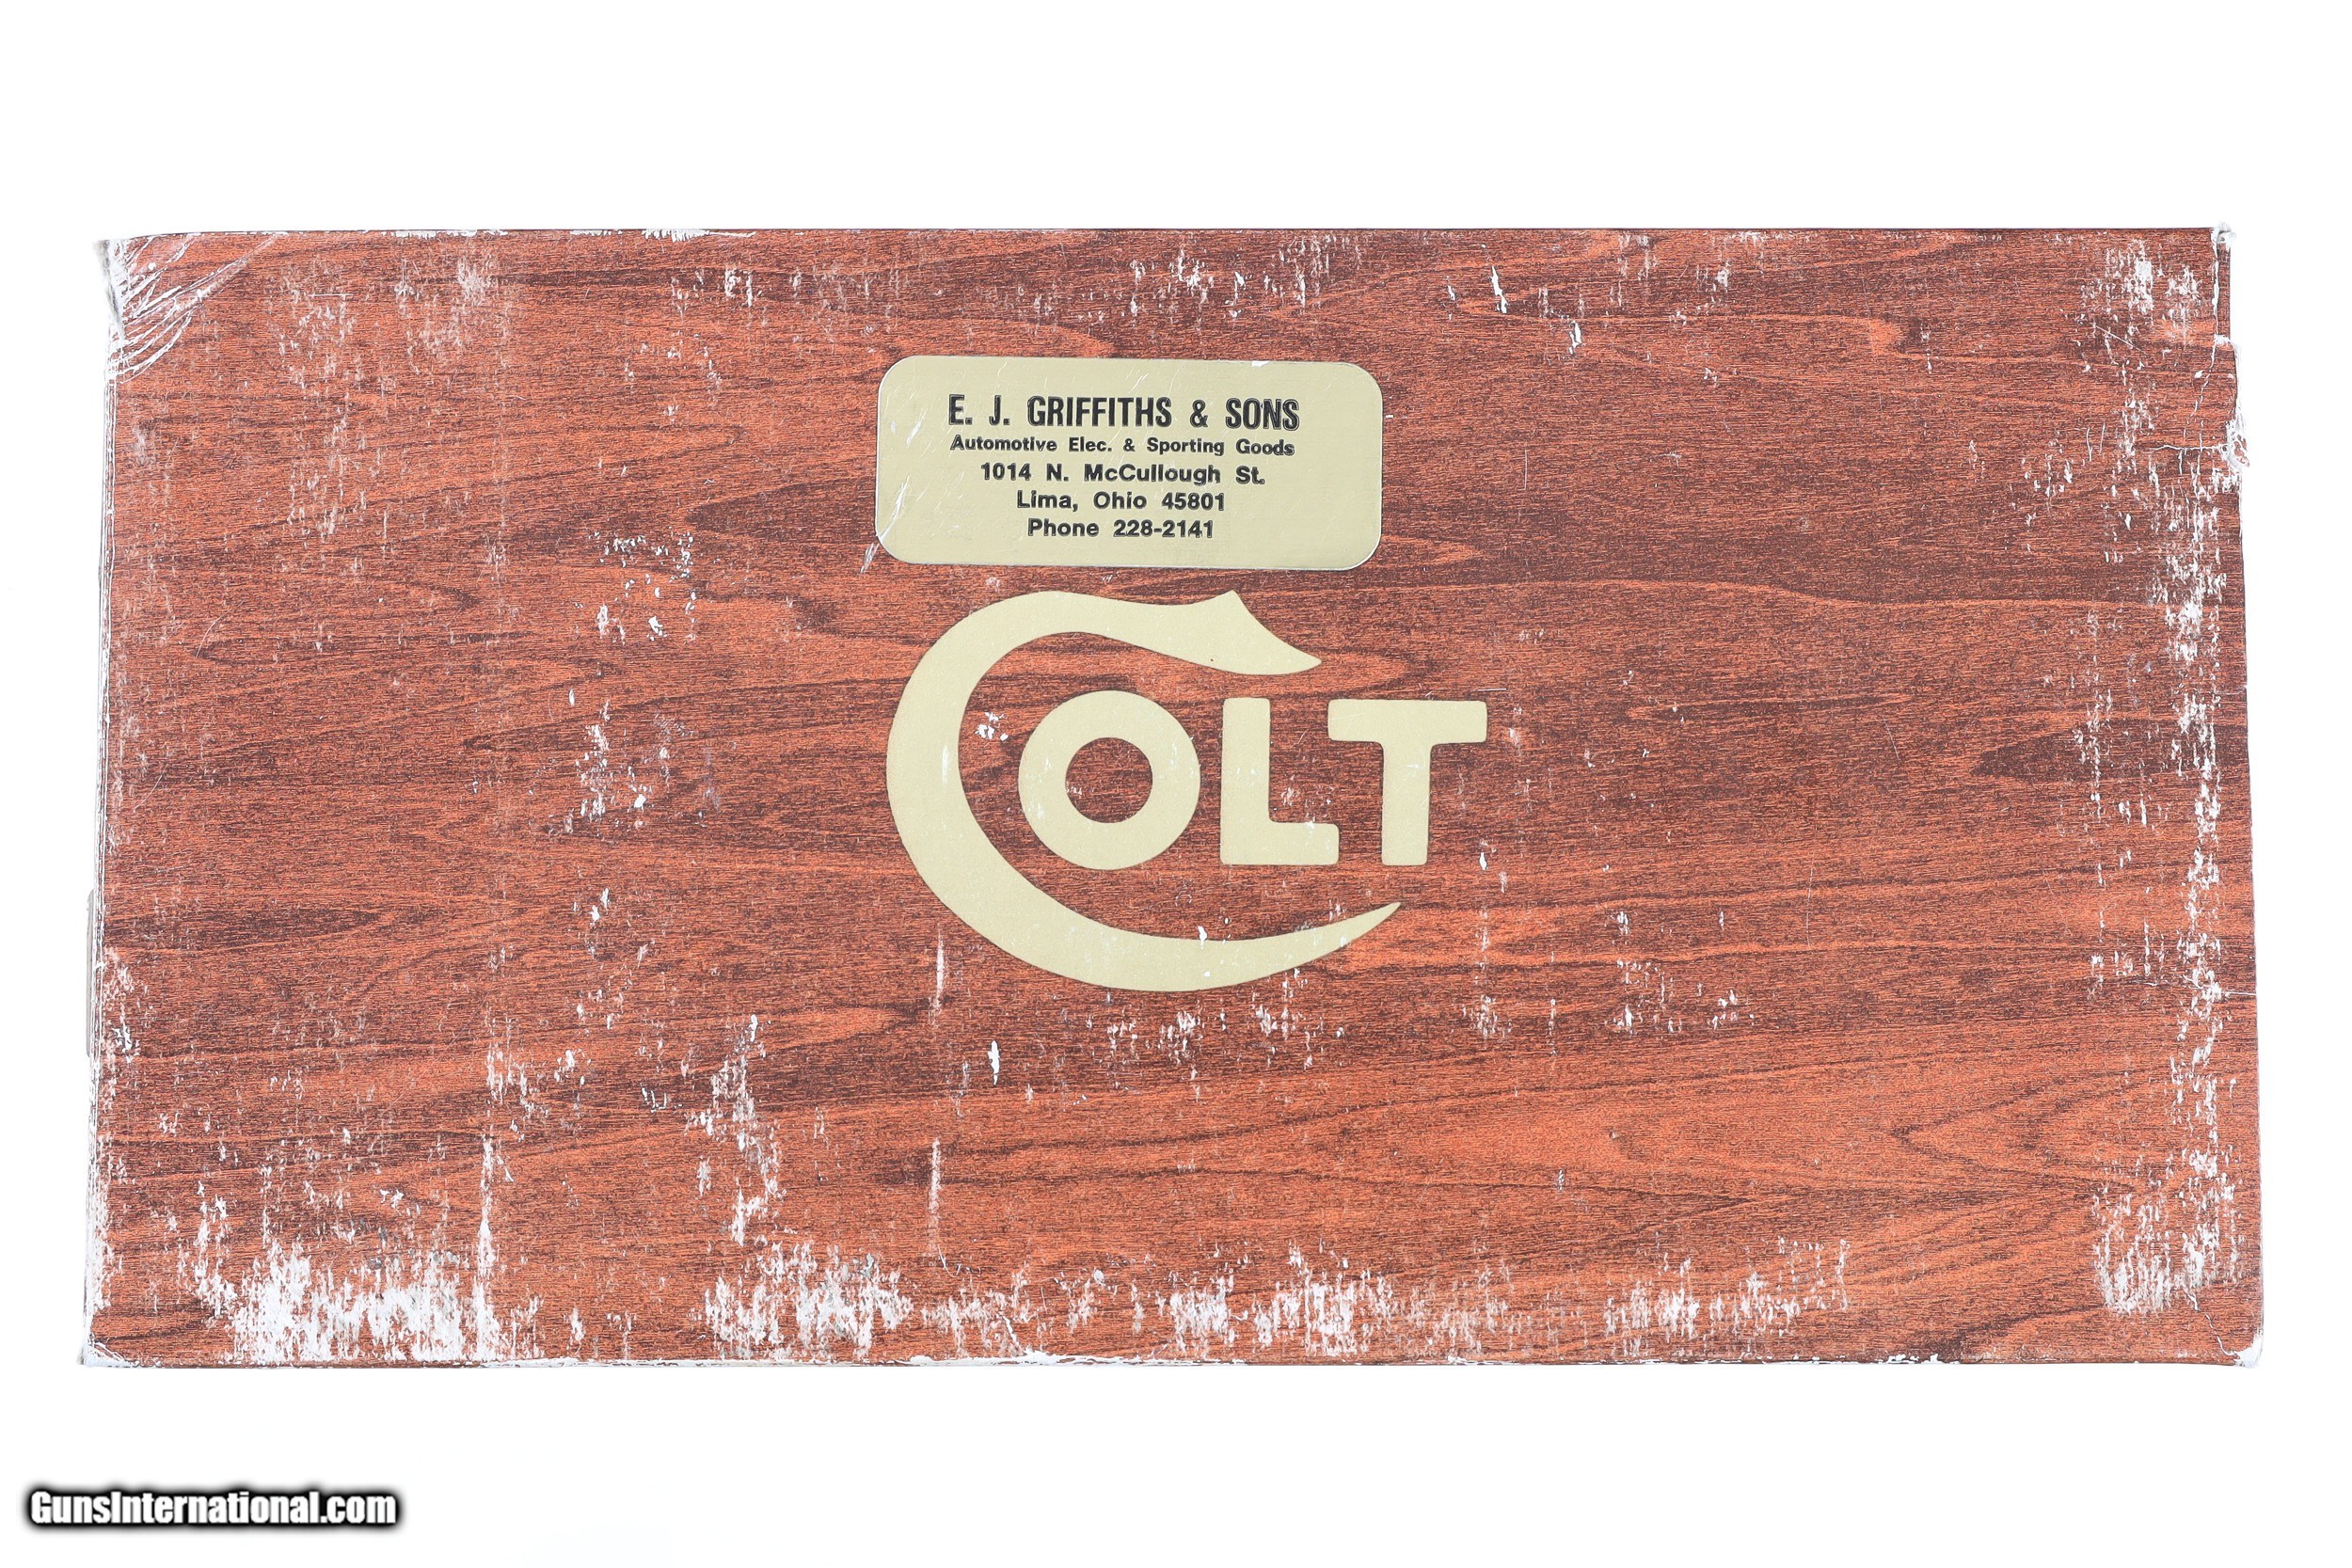 E. J. GRIFFITHS & SONS
Automotive Elec. & Sporting Goods
1014 N. McCullough St.
Lima, Ohio 45801
Phone 228-2141
COLT
GunsInternational.com